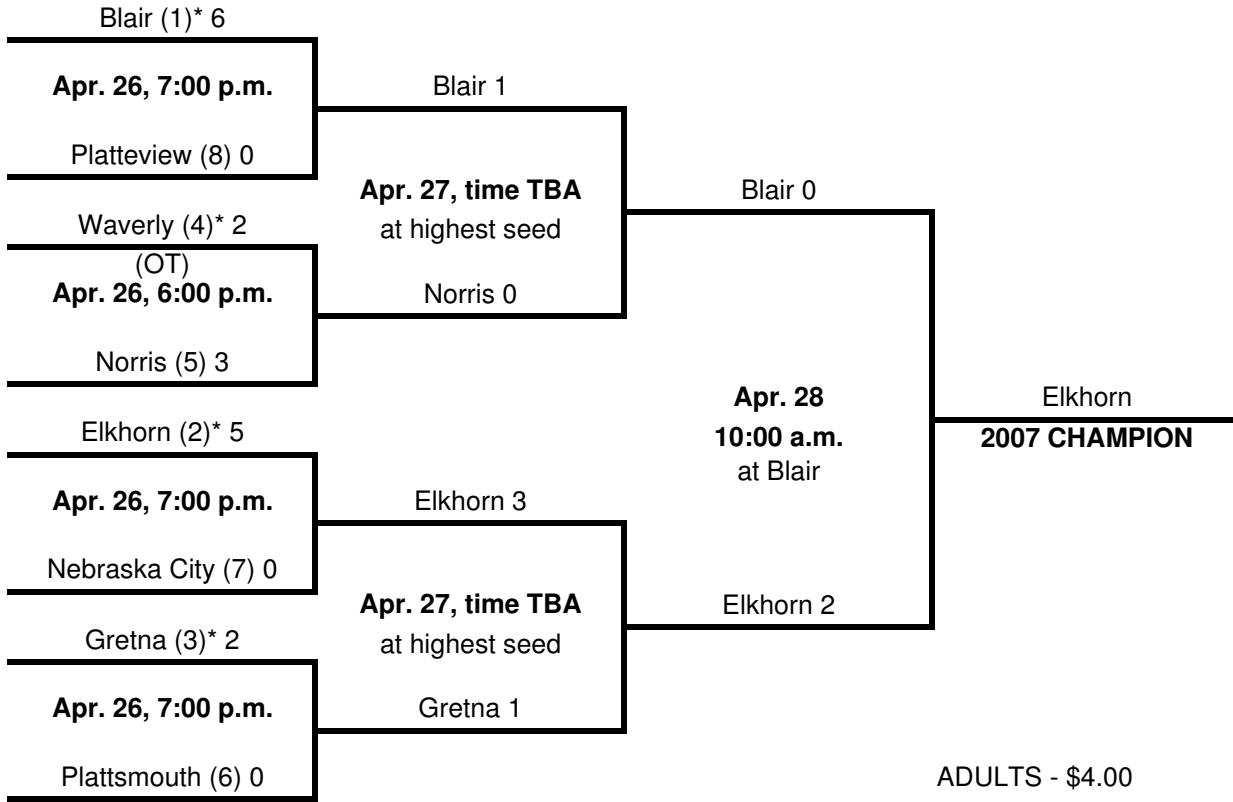 Blair (1)* 6
Apr. 26, 7:00 p.m.
Platteview (8) 0
Waverly (4)* 2
(OT)
Apr. 26, 6:00 p.m.
Norris (5) 3
Elkhorn (2)* 5
Apr. 26, 7:00 p.m.
Nebraska City (7) 0
Gretna (3)* 2
Apr. 26, 7:00 p.m.
Plattsmouth (6) 0
Blair 1
Apr. 27, time TBA
at highest seed
Norris 0
Elkhorn 3
Apr. 27, time TBA
at highest seed
Gretna 1
Blair 0
Apr. 28
10:00 a.m.
at Blair
Elkhorn 2
Elkhorn
2007 CHAMPION
ADULTS - $4.00